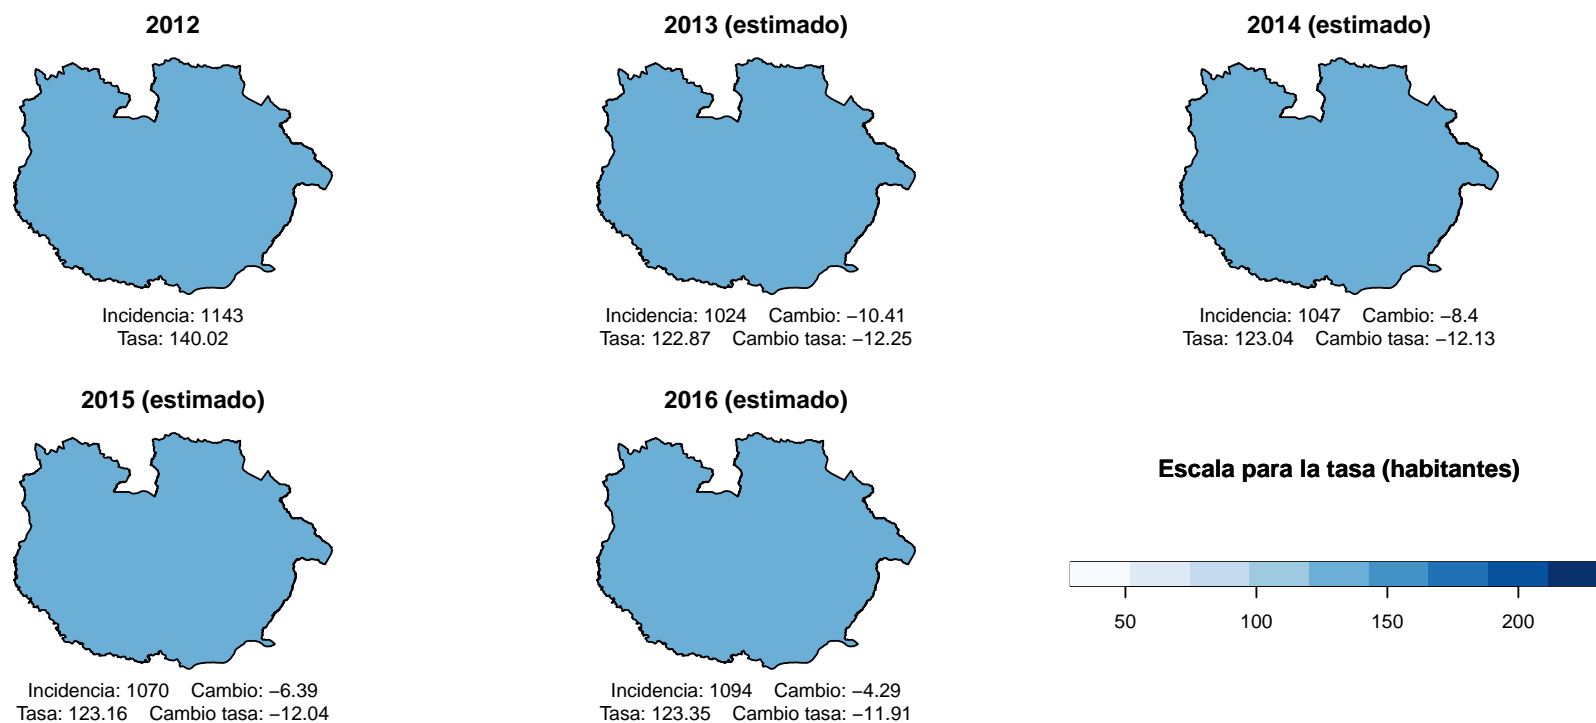 2012
Incidencia: 1143
Tasa: 140.02
2013 (estimado)
Incidencia: 1024 Cambio: −10.41
Tasa: 122.87 Cambio tasa: −12.25
2014 (estimado)
Incidencia: 1047 Cambio: −8.4
Tasa: 123.04 Cambio tasa: −12.13
2015 (estimado)
Incidencia: 1070 Cambio: −6.39
Tasa: 123.16 Cambio tasa: −12.04
2016 (estimado)
Incidencia: 1094 Cambio: −4.29
Tasa: 123.35 Cambio tasa: −11.91
Escala para la tasa (habitantes)
50 100 150 200